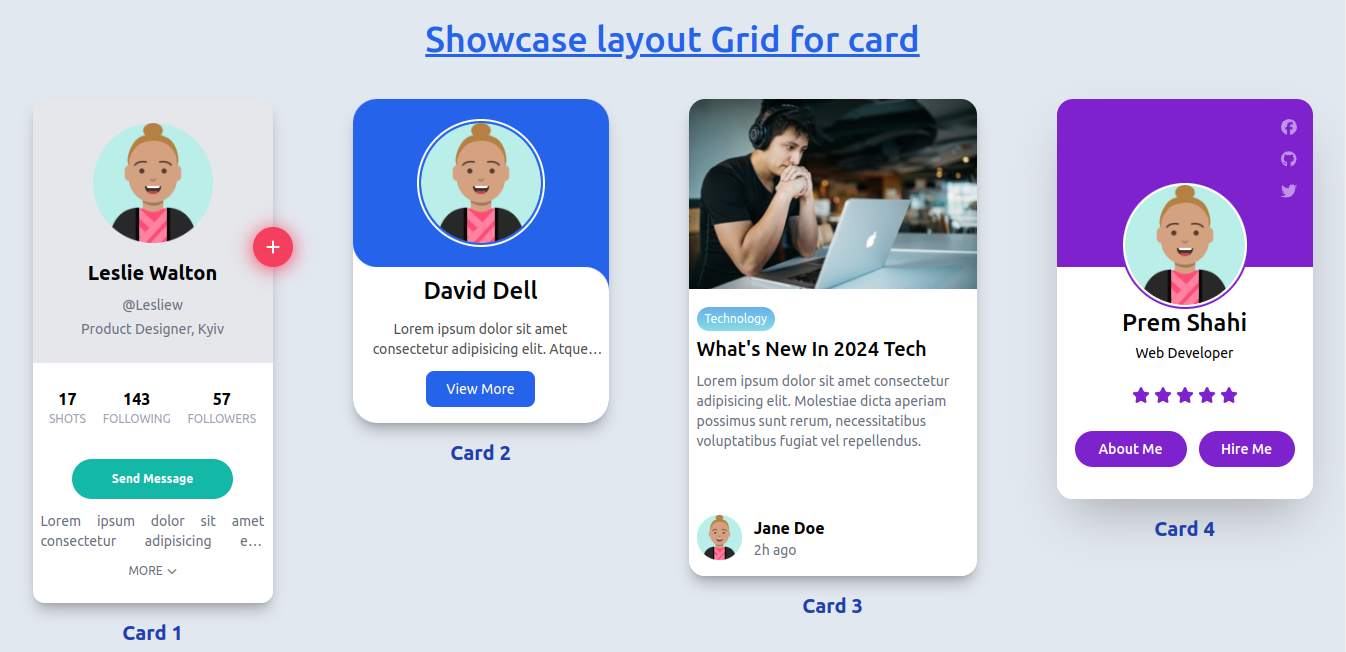 Showcase layout Grid for card
Leslie Walton
@Lesliew
Product Designer, Kyiv
17 143 57
SHOTS FOLLOWING FOLLOWERS
Send Message
Lorem ipsum dolor sit amet
consectetur adipisicing e…
MORE
Card 1
David Dell
Lorem ipsum dolor sit amet
consectetur adipisicing elit. Atque…
View More
Card 2
Technology
What's New In 2024 Tech
Lorem ipsum dolor sit amet consectetur
adipisicing elit. Molestiae dicta aperiam
possimus sunt rerum, necessitatibus
voluptatibus fugiat vel repellendus.
Jane Doe
2h ago
Card 3
Prem Shahi
Web Developer
About Me Hire Me
Card 4